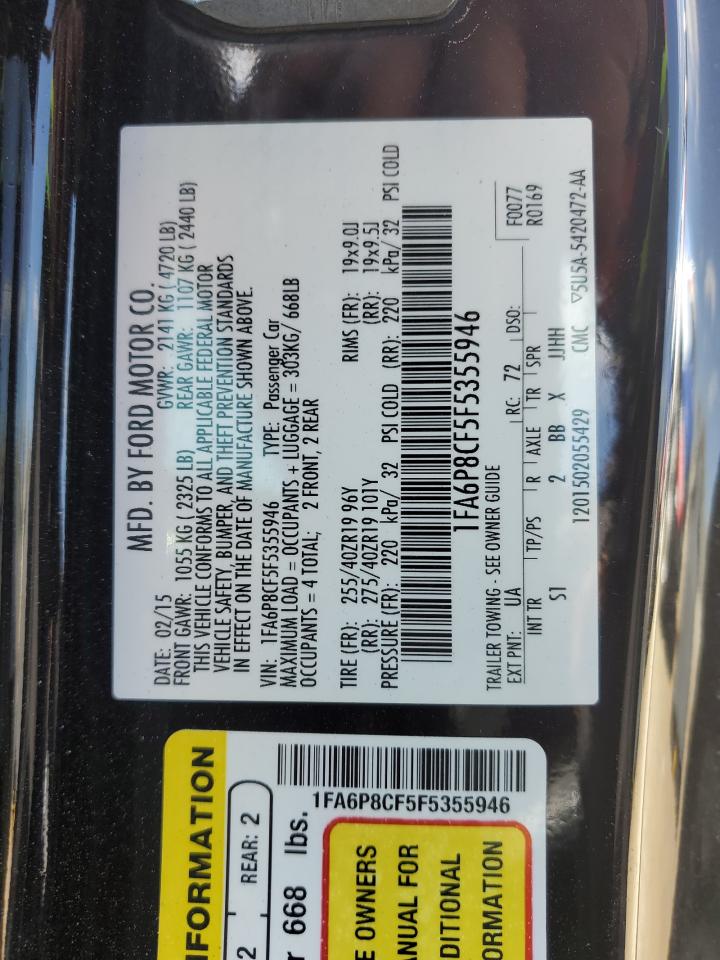 MFD. BY FORD MOTOR CO.
DATE: 02/15 GVWR: 2141 KG ( 4720 LB)
FRONT GAWR: 1055 KG ( 2325 LB) REAR GAWR: 1107 KG ( 2440 LB)
THIS VEHICLE CONFORMS TO ALL APPLICABLE FEDERAL MOTOR
VEHICLE SAFETY, BUMPER, AND THEFT PREVENTION STANDARDS
IN EFFECT ON THE DATE OF MANUFACTURE SHOWN ABOVE.
VIN: 1FA6P8CF5F5355946 TYPE: Passenger Car
MAXIMUM LOAD = OCCUPANTS + LUGGAGE = 303KG/ 668LB
OCCUPANTS = 4 TOTAL; 2 FRONT, 2 REAR
TIRE (FR): 255/40ZR19 96Y RIMS (FR): 19x9.0J
(RR): 275/40ZR19 101Y (RR): 19x9.5J
PRESSURE (FR): 220 kPa/ 32 PSI COLD (RR): 220 kPa/ 32 PSI COLD
1FA6P8CF5F5355946
TRAILER TOWING - SEE OWNER GUIDE
EXT PNT: UA RC: 72 DSO: F0077
R0169
INT TR TP/PS R AXLE TR SPR
S1 2 BB X JJHH
1201502055429 CMC ▽5U5A-5420472-AA
NFORMATION
2 REAR: 2
r 668 lbs.
1FA6P8CF5F5355946
E OWNERS
ANUAL FOR
DITIONAL
ORMATION